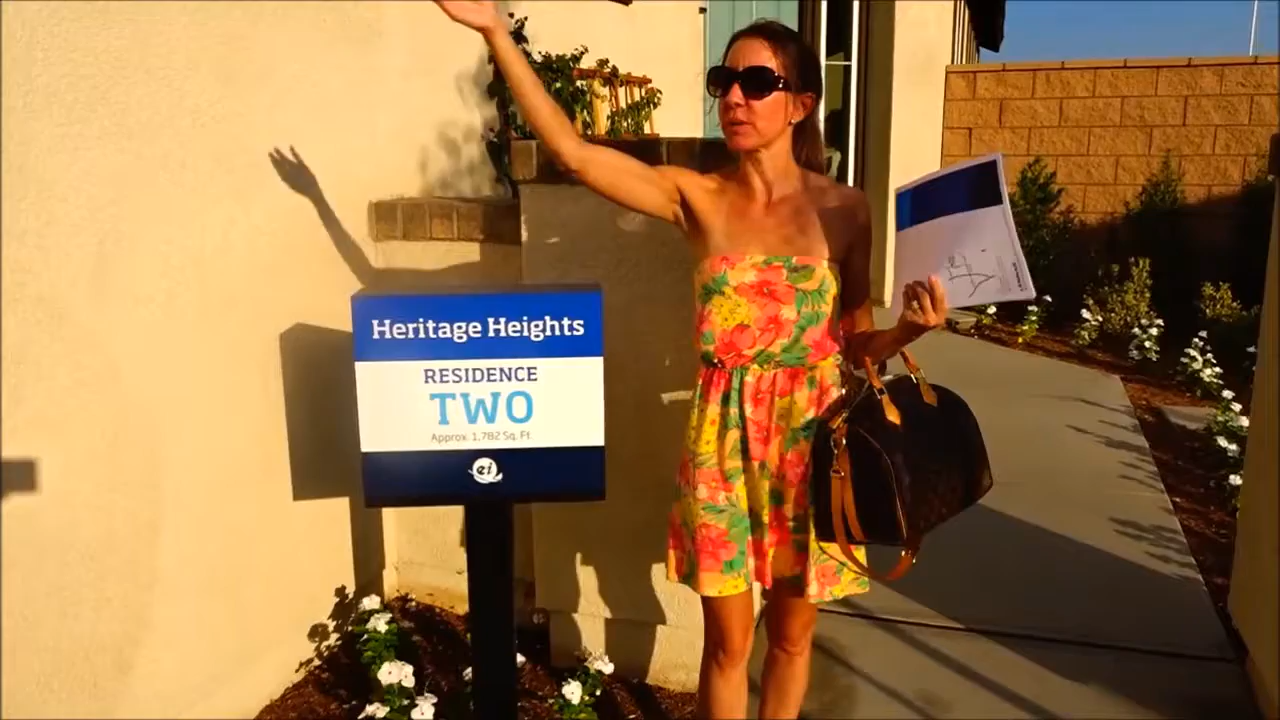 Heritage Heights
RESIDENCE
TWO
Approx. 1,782 Sq. Ft.
ei